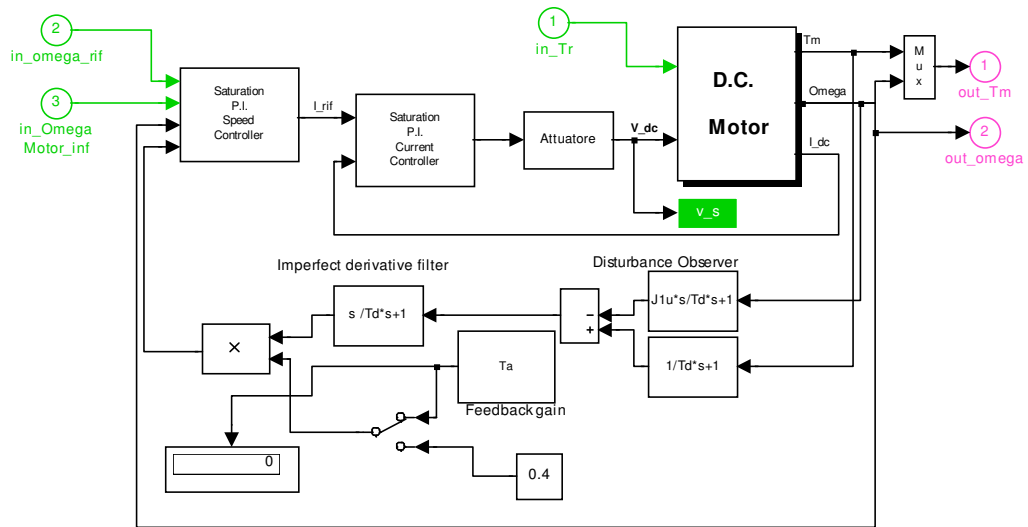 2
in_omega_rif
3
in_Omega
Motor_inf
Saturation
P.I.
Speed
Controller
I_rif
Saturation
P.I.
Current
Controller
Attuatore
V_dc
v_s
1
in_Tr
D.C.
Motor
Tm
Omega
I_dc
M
u
x
1
out_Tm
2
out_omega
Imperfect derivative filter
Disturbance Observer
s /Td*s+1
−
+
J1u*s/Td*s+1
1/Td*s+1
×
Ta
Feedback gain
0
0.4